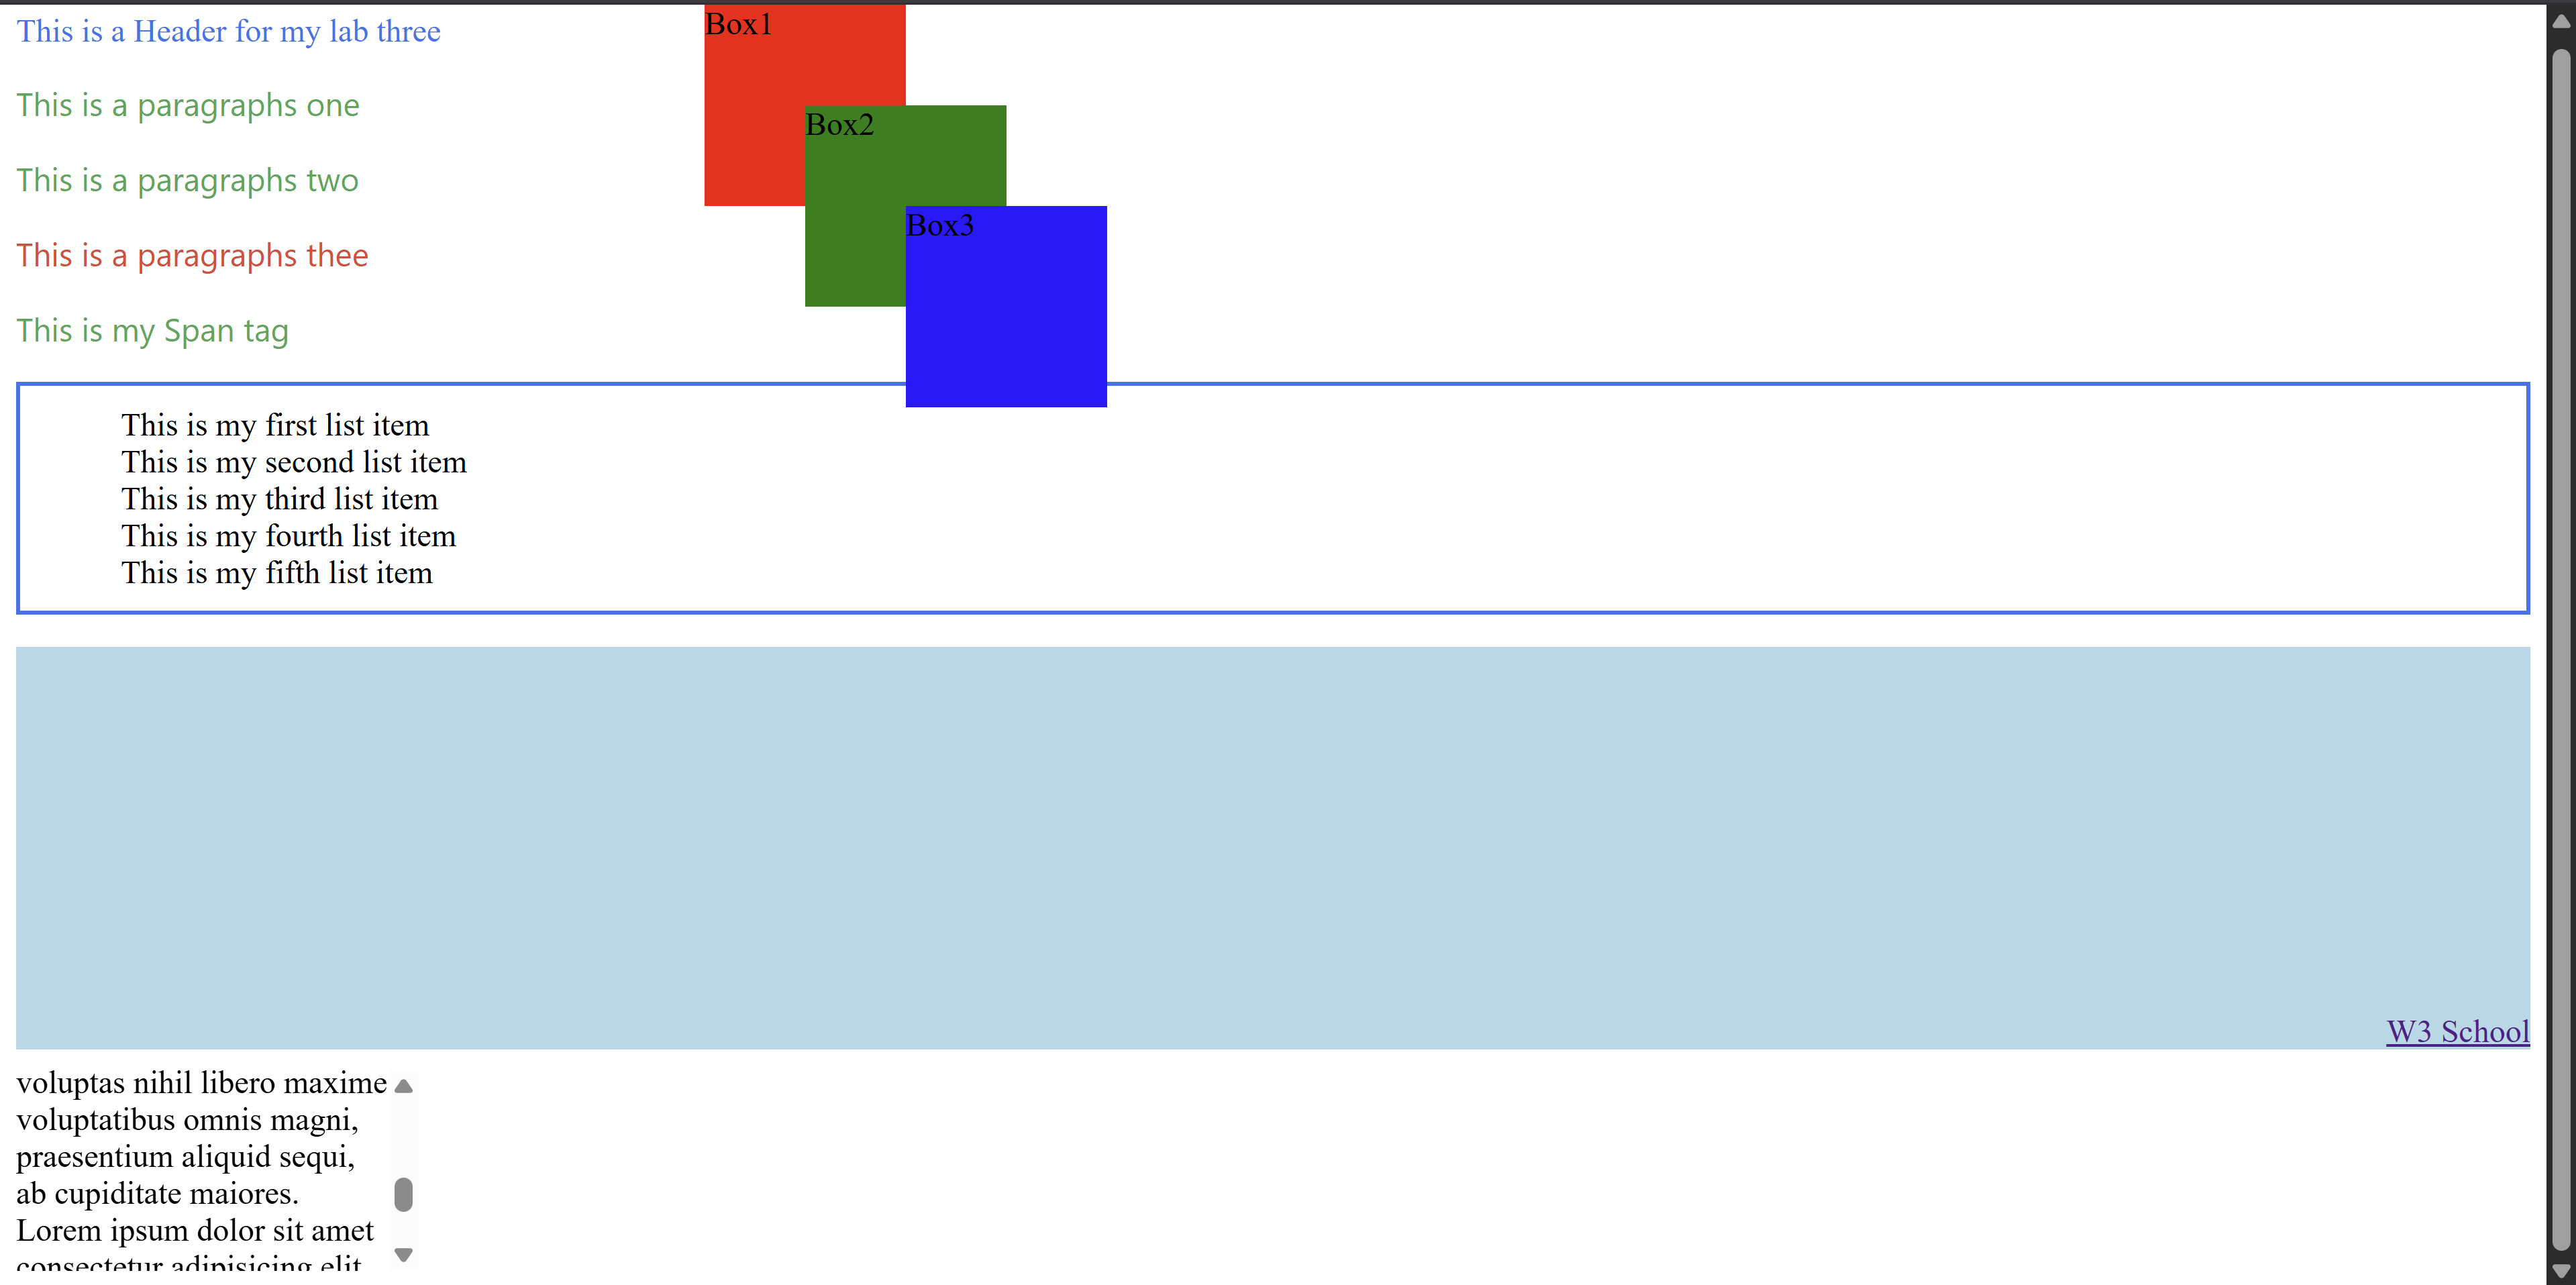 This is a Header for my lab three
This is a paragraphs one
This is a paragraphs two
This is a paragraphs thee
This is my Span tag
Box1
Box2
Box3
This is my first list item
This is my second list item
This is my third list item
This is my fourth list item
This is my fifth list item
W3 School
voluptas nihil libero maxime
voluptatibus omnis magni,
praesentium aliquid sequi,
ab cupiditate maiores.
Lorem ipsum dolor sit amet
consectetur adipisicing elit